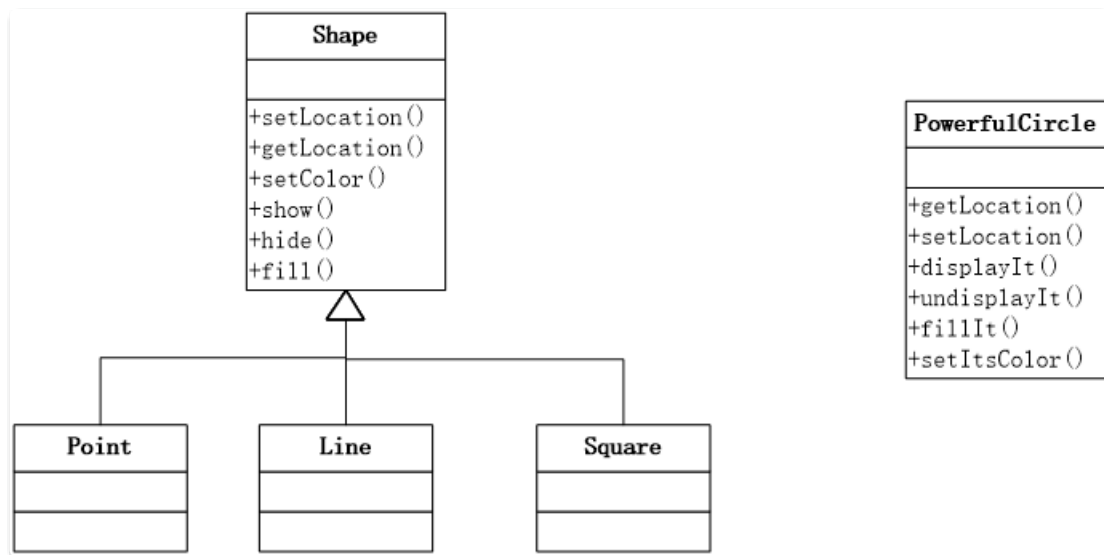 Shape
+setLocation()
+getLocation()
+setColor()
+show()
+hide()
+fill()
PowerfulCircle
+getLocation()
+setLocation()
+displayIt()
+undisplayIt()
+fillIt()
+setItsColor()
Point
Line
Square